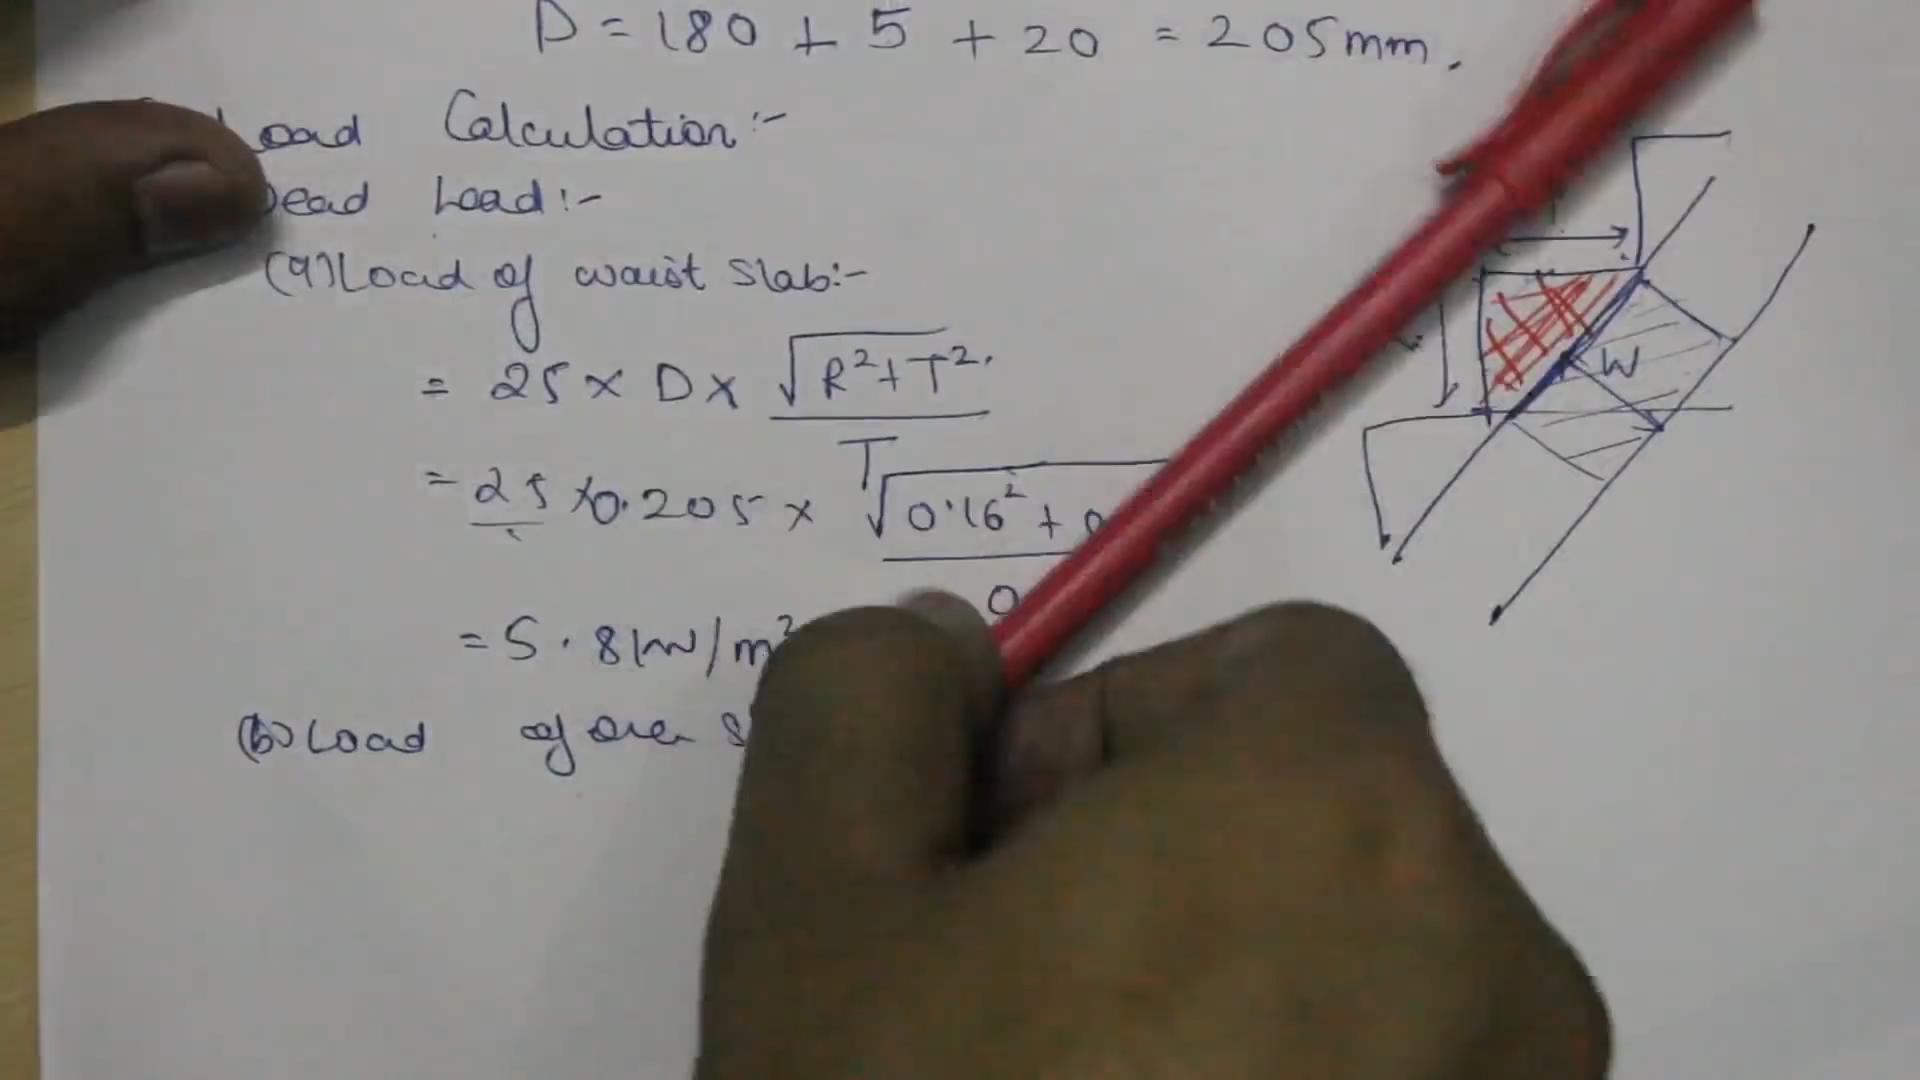 D = 180 + 5 + 20 = 205mm.
Load Calculation:-
Dead Load:-
(a) Load of waist slab:-
= 25 × D × √R²+T² / T
= 25 × 0.205 × √0.16² + 0
0
= 5.8 kN/m²
(b) Load of one S
W